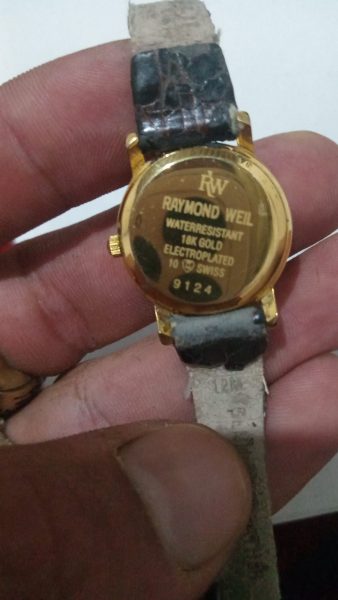 RW
RAYMOND WEIL
WATERRESISTANT
18K GOLD
ELECTROPLATED
10 SWISS
9124